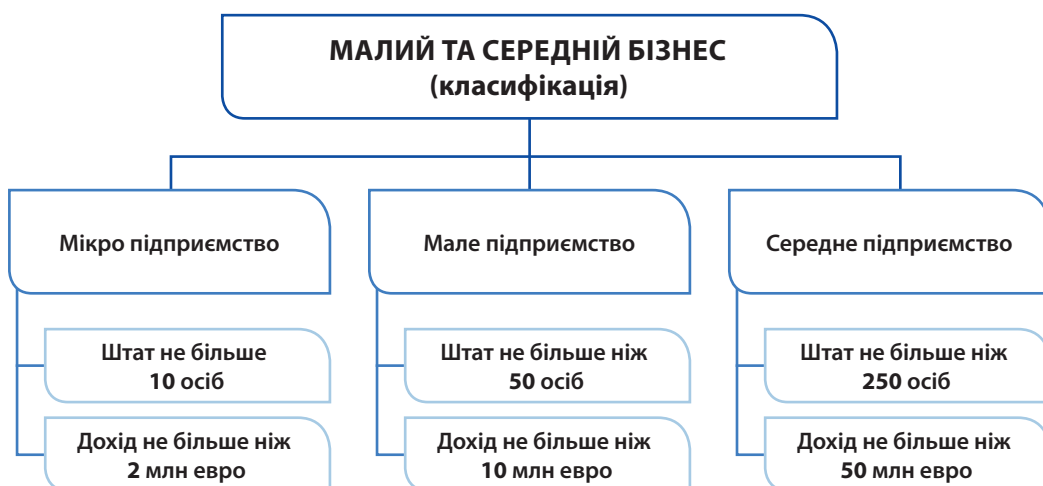 МАЛИЙ ТА СЕРЕДНІЙ БІЗНЕС
(класифікація)
Мікро підприємство
Мале підприємство
Середне підприємство
Штат не більше
10 осіб
Штат не більше ніж
50 осіб
Штат не більше ніж
250 осіб
Дохід не більше ніж
2 млн евро
Дохід не більше ніж
10 млн евро
Дохід не більше ніж
50 млн евро